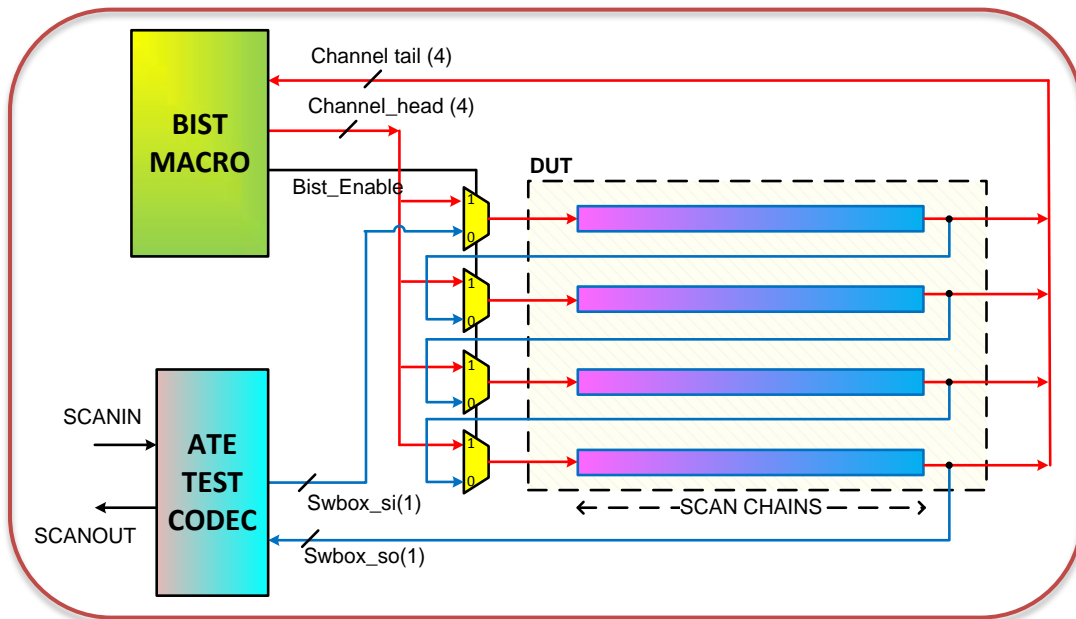 Channel tail (4)
Channel_head (4)
BIST
MACRO
Bist_Enable
DUT
1
0
1
0
1
0
1
0
SCANIN
ATE
TEST
CODEC
SCANOUT
Swbox_si(1)
Swbox_so(1)
SCAN CHAINS